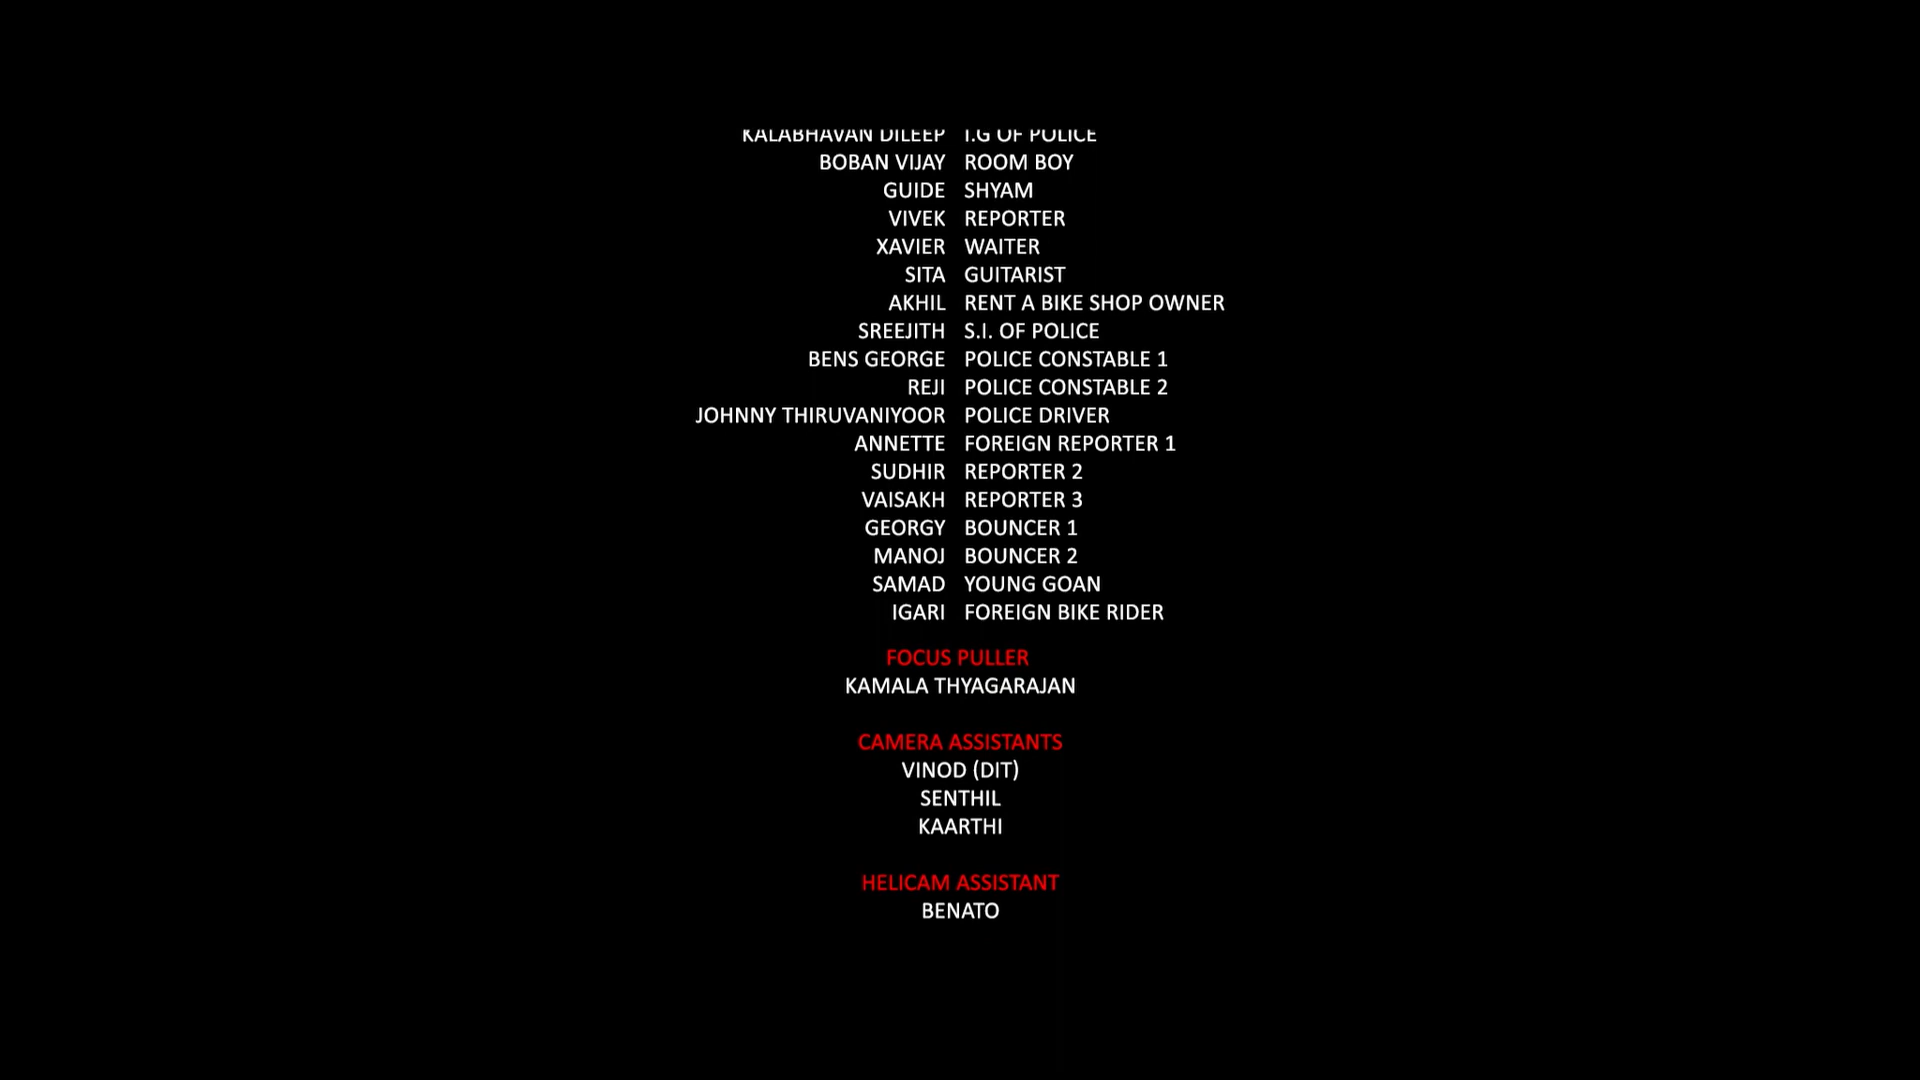 KALABHAVAN DILEEP I.G OF POLICE
BOBAN VIJAY ROOM BOY
GUIDE SHYAM
VIVEK REPORTER
XAVIER WAITER
SITA GUITARIST
AKHIL RENT A BIKE SHOP OWNER
SREEJITH S.I. OF POLICE
BENS GEORGE POLICE CONSTABLE 1
REJI POLICE CONSTABLE 2
JOHNNY THIRUVANIYOOR POLICE DRIVER
ANNETTE FOREIGN REPORTER 1
SUDHIR REPORTER 2
VAISAKH REPORTER 3
GEORGY BOUNCER 1
MANOJ BOUNCER 2
SAMAD YOUNG GOAN
IGARI FOREIGN BIKE RIDER
FOCUS PULLER
KAMALA THYAGARAJAN
CAMERA ASSISTANTS
VINOD (DIT)
SENTHIL
KAARTHI
HELICAM ASSISTANT
BENATO